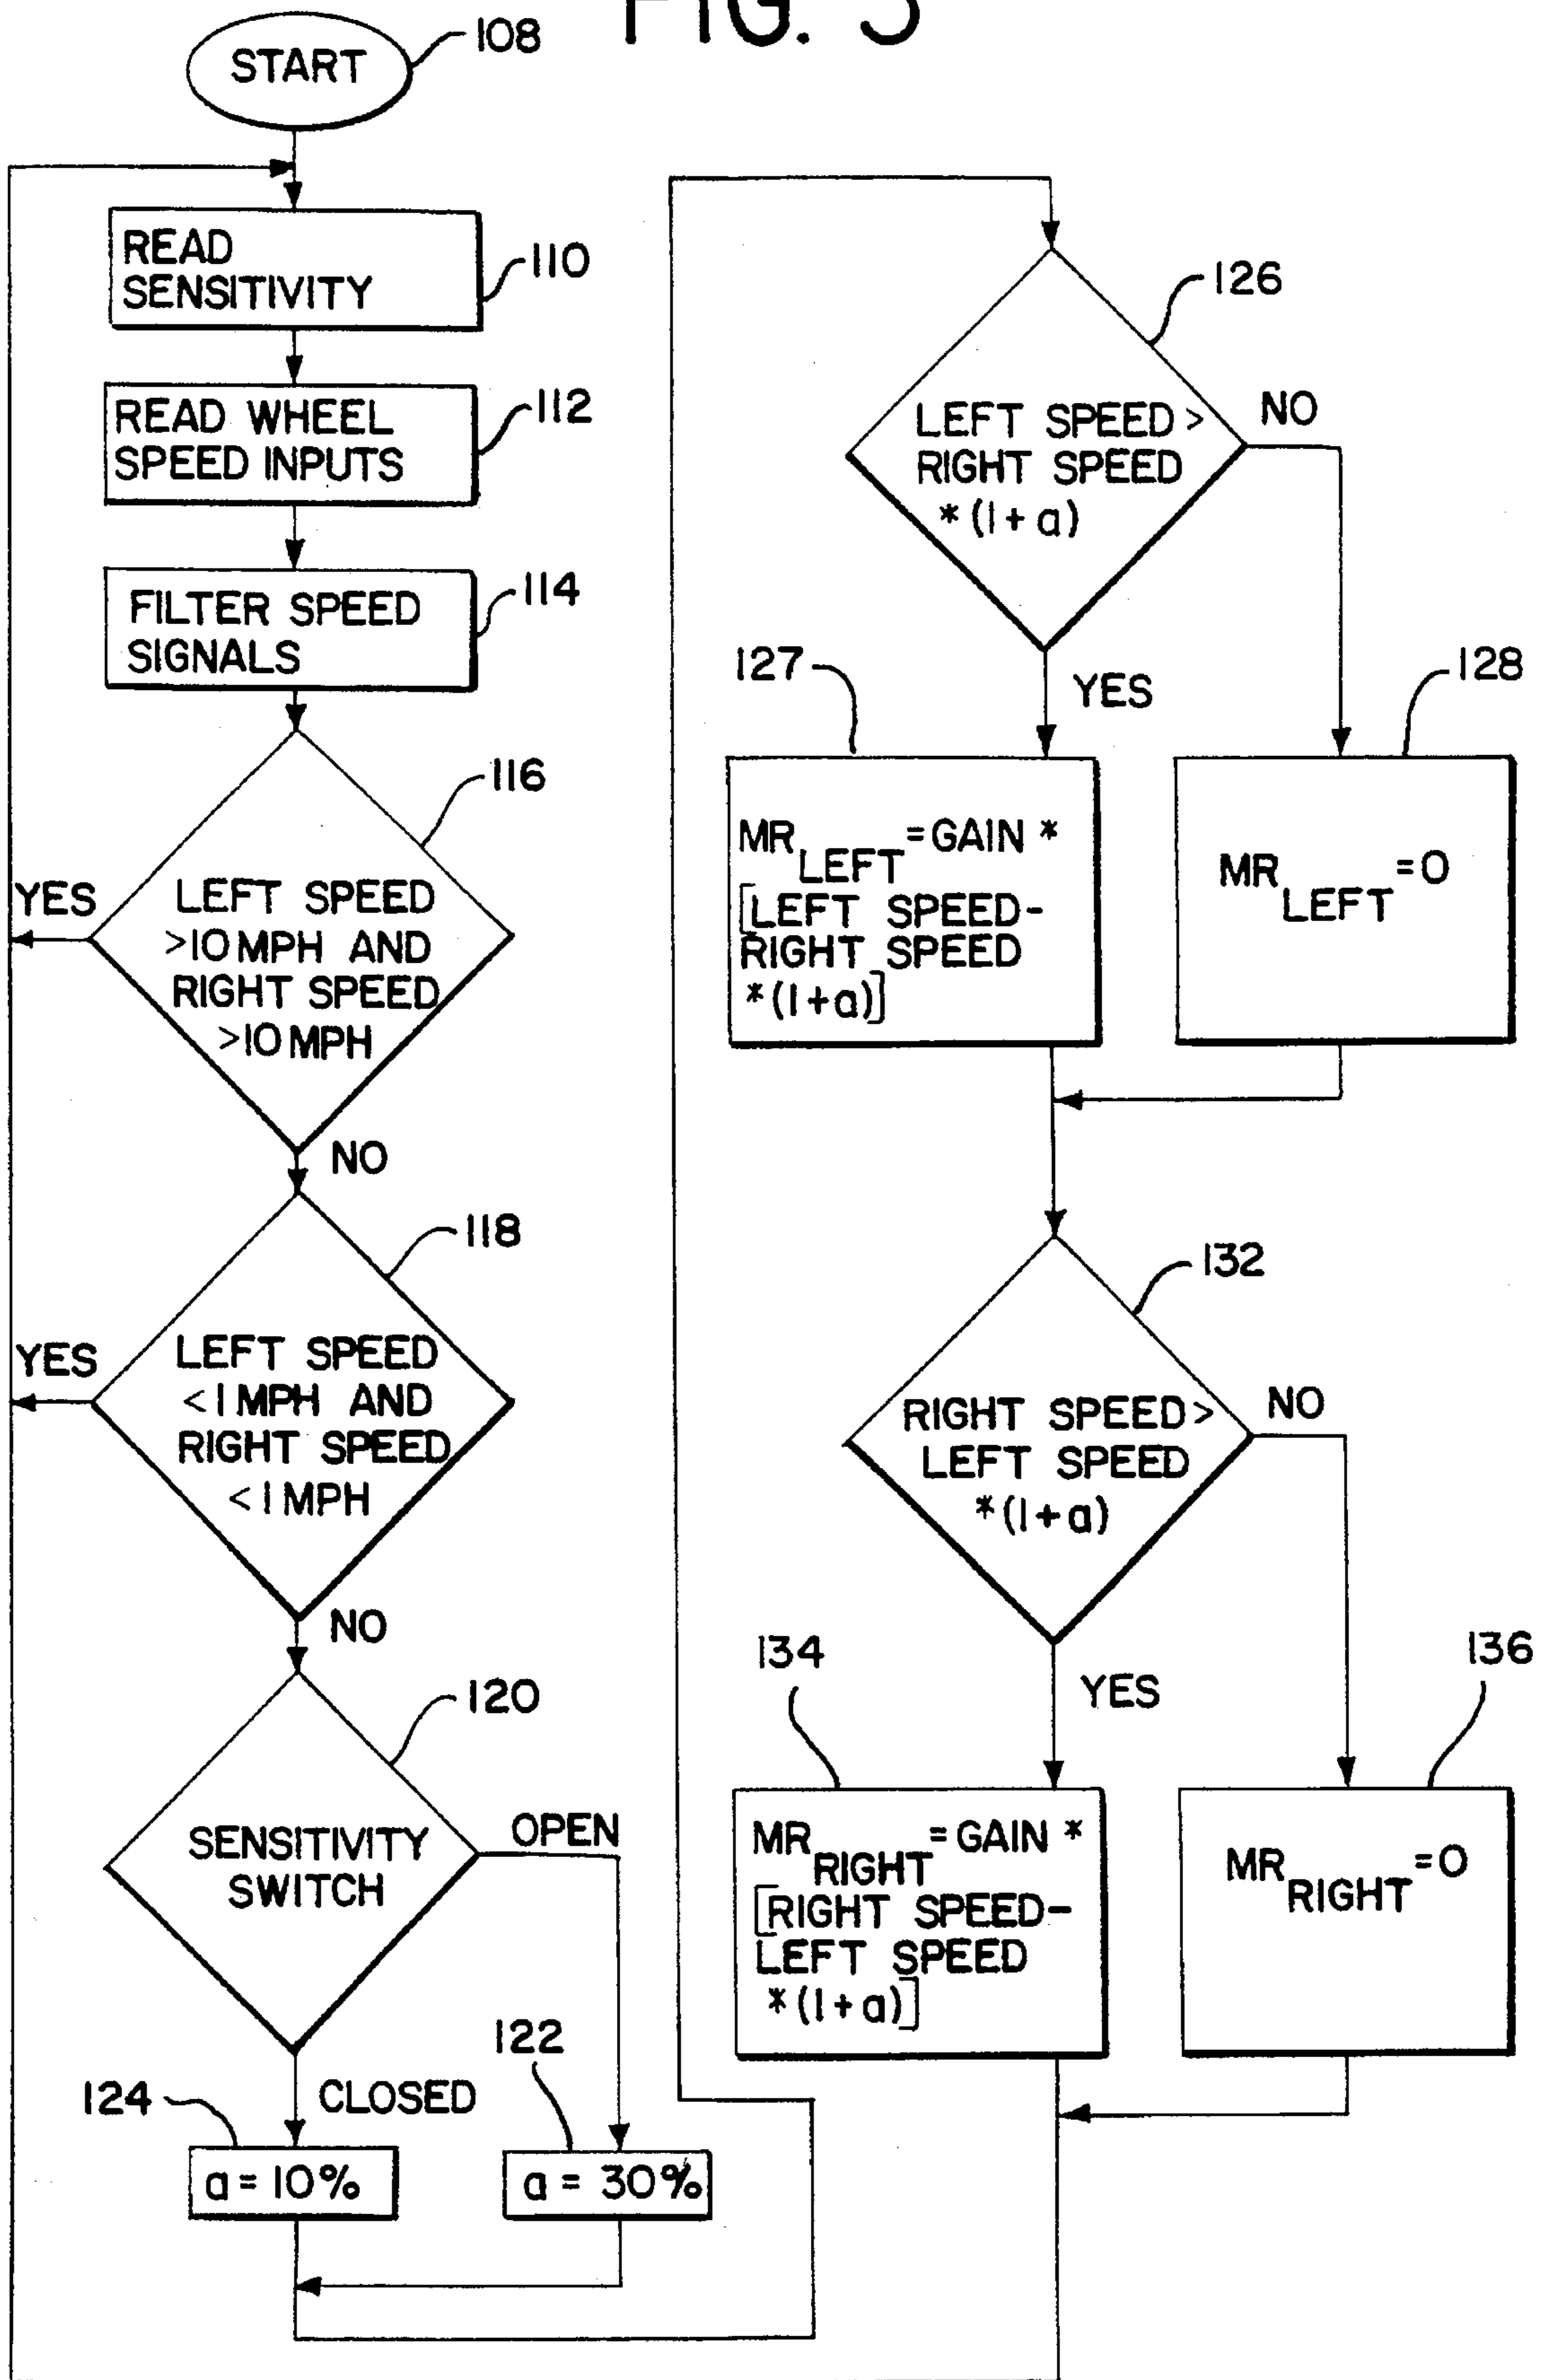 FIG. 5
START
108
READ
SENSITIVITY
110
READ WHEEL
SPEED INPUTS
112
FILTER SPEED
SIGNALS
114
116
LEFT SPEED
>10 MPH AND
RIGHT SPEED
>10 MPH
YES
NO
118
LEFT SPEED
<1 MPH AND
RIGHT SPEED
<1 MPH
YES
NO
120
SENSITIVITY
SWITCH
OPEN
CLOSED
124
a = 10%
122
a = 30%
126
LEFT SPEED >
RIGHT SPEED
*(1+a)
NO
YES
127
MR LEFT = GAIN *
[LEFT SPEED-
RIGHT SPEED
*(1+a)]
128
MR LEFT = 0
132
RIGHT SPEED >
LEFT SPEED
*(1+a)
NO
YES
134
MR RIGHT = GAIN *
[RIGHT SPEED-
LEFT SPEED
*(1+a)]
136
MR RIGHT = 0